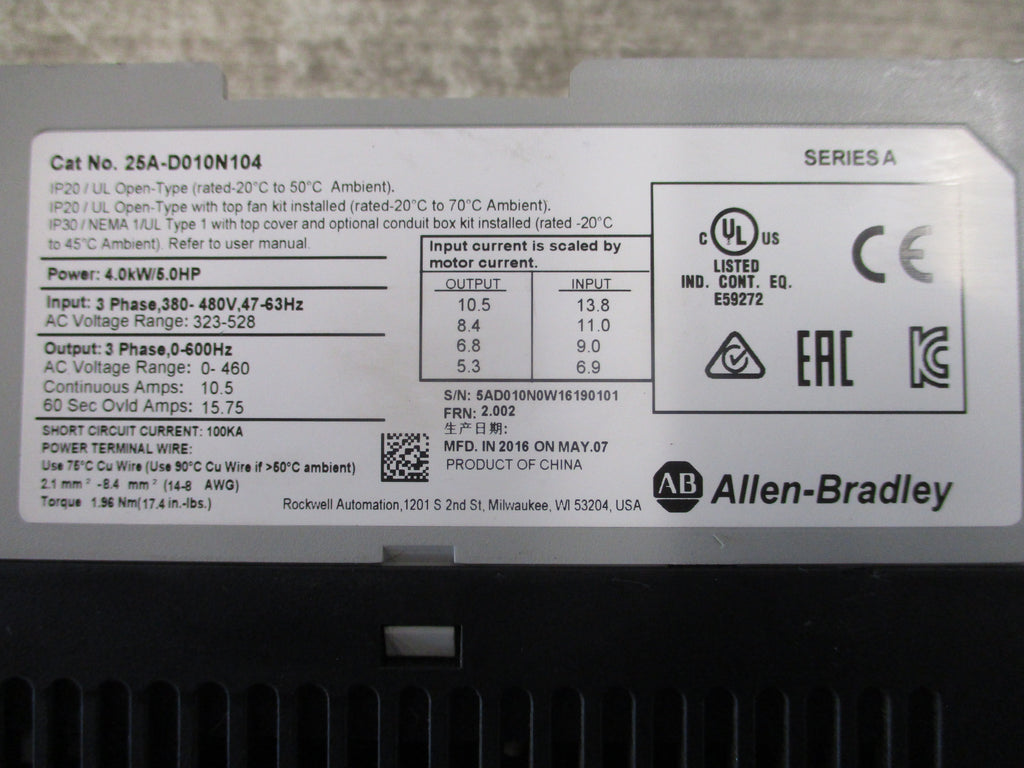 Cat No. 25A-D010N104
SERIES A
IP20 / UL Open-Type (rated-20°C to 50°C Ambient).
IP20 / UL Open-Type with top fan kit installed (rated-20°C to 70°C Ambient).
IP30 / NEMA 1/UL Type 1 with top cover and optional conduit box kit installed (rated -20°C
to 45°C Ambient). Refer to user manual.
Power: 4.0kW/5.0HP
Input: 3 Phase,380- 480V,47-63Hz
AC Voltage Range: 323-528
Output: 3 Phase,0-600Hz
AC Voltage Range: 0- 460
Continuous Amps: 10.5
60 Sec Ovld Amps: 15.75
SHORT CIRCUIT CURRENT: 100KA
POWER TERMINAL WIRE:
Use 75°C Cu Wire (Use 90°C Cu Wire if >50°C ambient)
2.1 mm² -8.4 mm² (14-8 AWG)
Torque 1.96 Nm(17.4 in.-lbs.)
Input current is scaled by
motor current.
OUTPUT INPUT
10.5 13.8
8.4 11.0
6.8 9.0
5.3 6.9
S/N: 5AD010N0W16190101
FRN: 2.002
生产日期:
MFD. IN 2016 ON MAY.07
PRODUCT OF CHINA
Rockwell Automation,1201 S 2nd St, Milwaukee, WI 53204, USA
C UL US
LISTED
IND. CONT. EQ.
E59272
CE
EAC
KC
AB Allen-Bradley